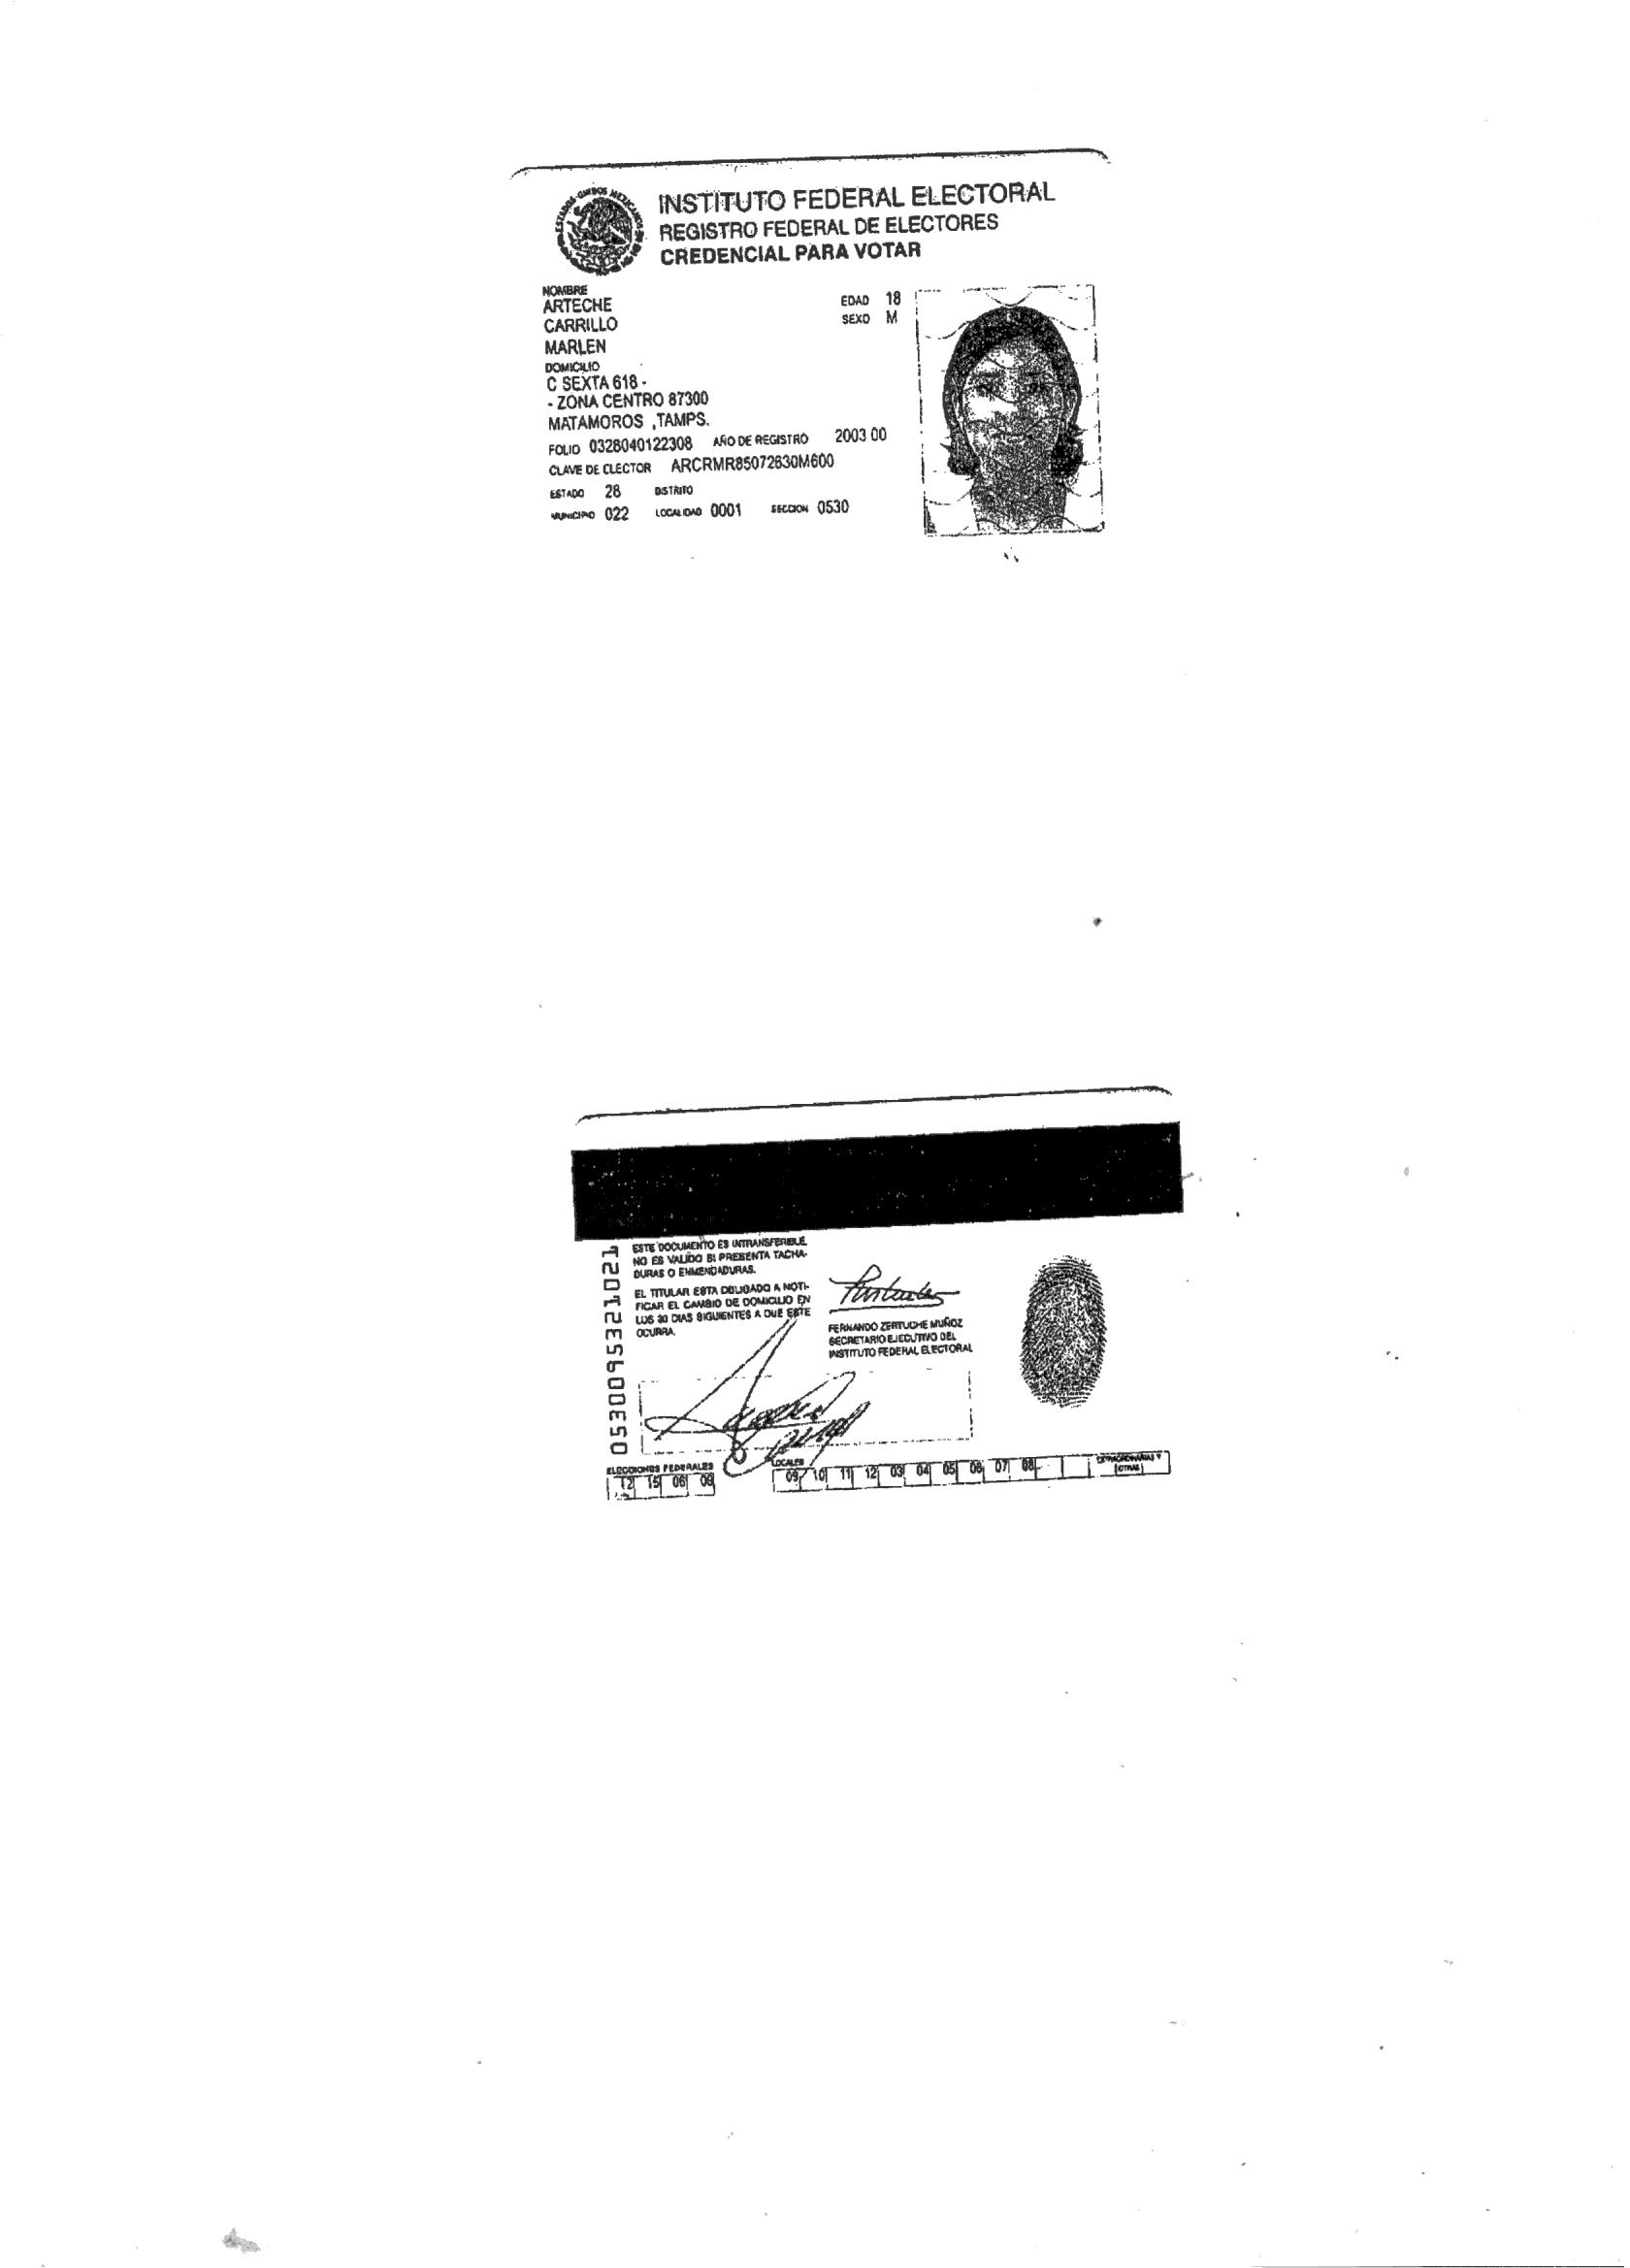 ESTADOS UNIDOS MEXICANOS
INSTITUTO FEDERAL ELECTORAL
REGISTRO FEDERAL DE ELECTORES
CREDENCIAL PARA VOTAR
NOMBRE
ARTECHE
CARRILLO
MARLEN
EDAD 18
SEXO M
DOMICILIO
C SEXTA 618 -
- ZONA CENTRO 87300
MATAMOROS ,TAMPS.
FOLIO 0328040122308 AÑO DE REGISTRO 2003 00
CLAVE DE ELECTOR ARCRMR85072630M600
ESTADO 28 DISTRITO
MUNICIPIO 022 LOCALIDAD 0001 SECCION 0530
0530095321021
ESTE DOCUMENTO ES INTRANSFERIBLE.
NO ES VALIDO SI PRESENTA TACHA-
DURAS O ENMENDADURAS.
EL TITULAR ESTA OBLIGADO A NOTI-
FICAR EL CAMBIO DE DOMICILIO EN
LOS 30 DIAS SIGUIENTES A QUE ESTE
OCURRA.
FERNANDO ZERTUCHE MUÑOZ
SECRETARIO EJECUTIVO DEL
INSTITUTO FEDERAL ELECTORAL
ELECCIONES FEDERALES
12 15 06 09
LOCALES
09 10 11 12 03 04 05 06 07 08
EXTRAORDINARIAS Y
OTRAS